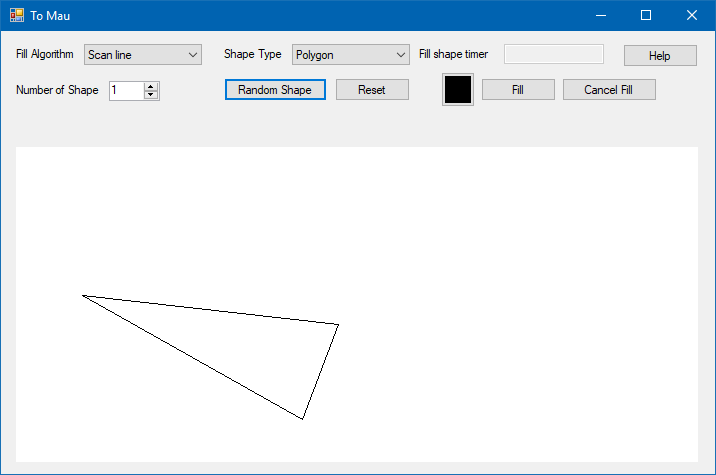 To Mau
Fill Algorithm Scan line Shape Type Polygon Fill shape timer Help
Number of Shape 1 Random Shape Reset Fill Cancel Fill